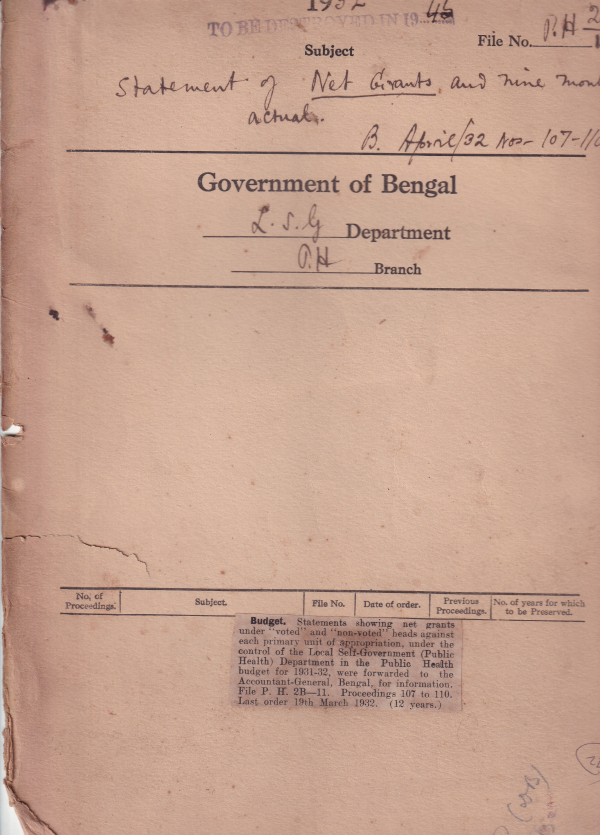 1932
TO BE DESTROYED IN 19 46
File No. P.H 2
Subject
Statement of Net Grants and nine mon
actual.
B. April/32 Nos- 107-11
Government of Bengal
L. S. G Department
P.H Branch
No. of Proceedings. Subject. File No. Date of order. Previous Proceedings. No. of years for which to be Preserved.
Budget. Statements showing net grants
under "voted" and "non-voted" heads against
each primary unit of appropriation, under the
control of the Local Self-Government (Public
Health) Department in the Public Health
budget for 1931-32, were forwarded to the
Accountant-General, Bengal, for information.
File P. H. 2B—11. Proceedings 107 to 110.
Last order 19th March 1932. (12 years.)